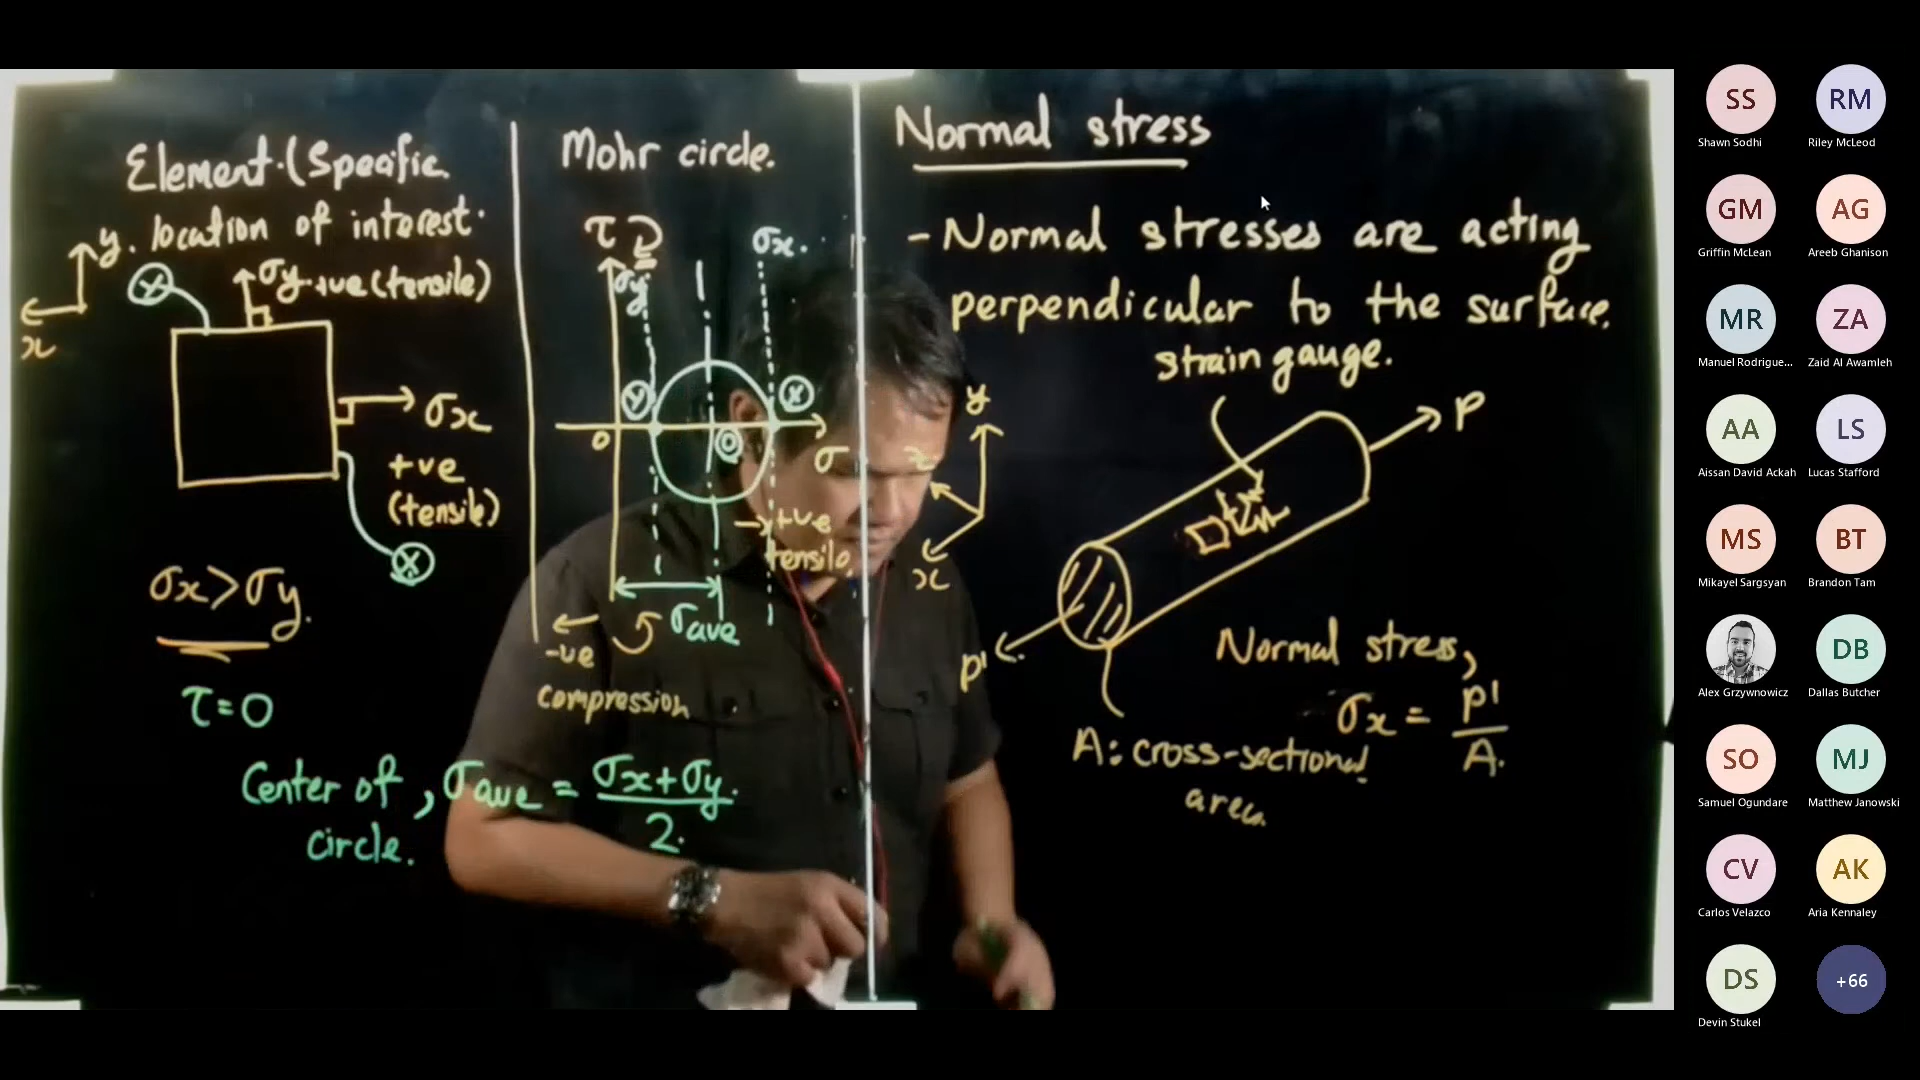 Element (Specific
location of interest.
y
x
Y
σy +ve (tensile)
σx
+ve
(tensile)
X
σx > σy.
τ = 0
Center of circle, σave = σx + σy / 2.
Mohr circle.
τ
σy
σx.
Y
X
O
0
σ
→ +ve
tensile
σave
-ve
compression
Normal stress
- Normal stresses are acting
perpendicular to the surface.
strain gauge.
y
z
x
P
P'
Normal stress,
σx = P' / A.
A: cross-sectional
area.
SS
Shawn Sodhi
RM
Riley McLeod
GM
Griffin McLean
AG
Areeb Ghanison
MR
Manuel Rodrigue...
ZA
Zaid Al Awamleh
AA
Aissan David Ackah
LS
Lucas Stafford
MS
Mikayel Sargsyan
BT
Brandon Tam
Alex Grzywnowicz
DB
Dallas Butcher
SO
Samuel Ogundare
MJ
Matthew Janowski
CV
Carlos Velazco
AK
Aria Kennaley
DS
Devin Stukel
+66